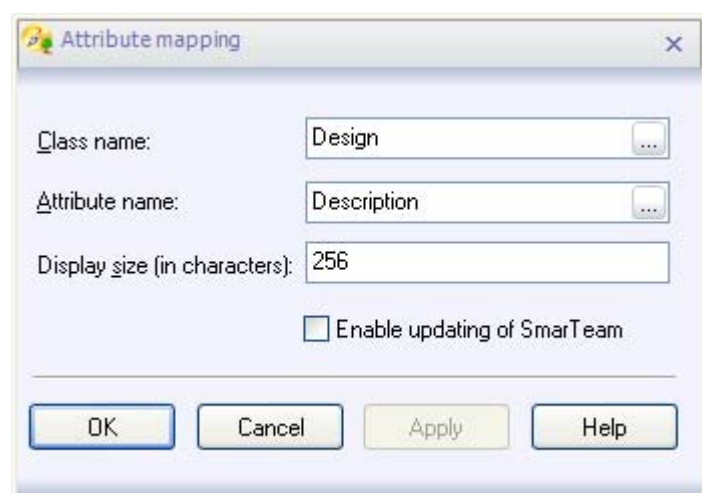 Attribute mapping
Class name: Design ...
Attribute name: Description ...
Display size (in characters): 256
Enable updating of SmarTeam
OK Cancel Apply Help